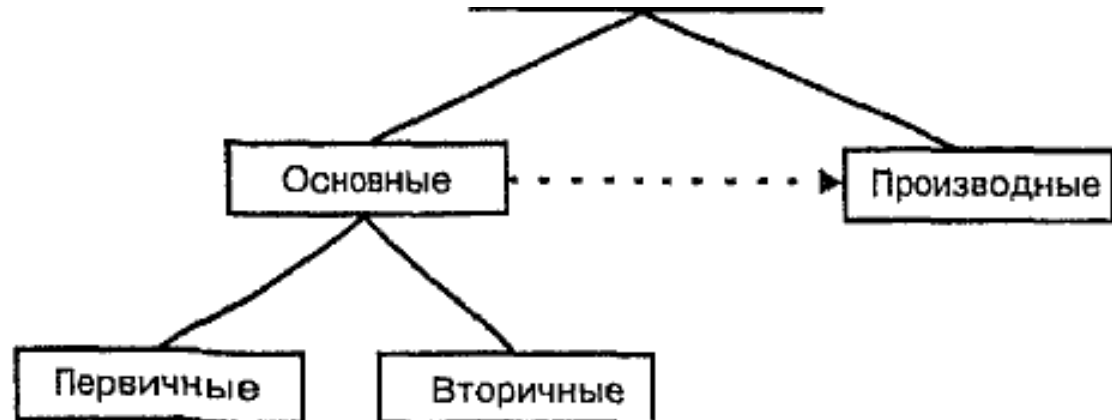 Основные
Производные
Первичные
Вторичные